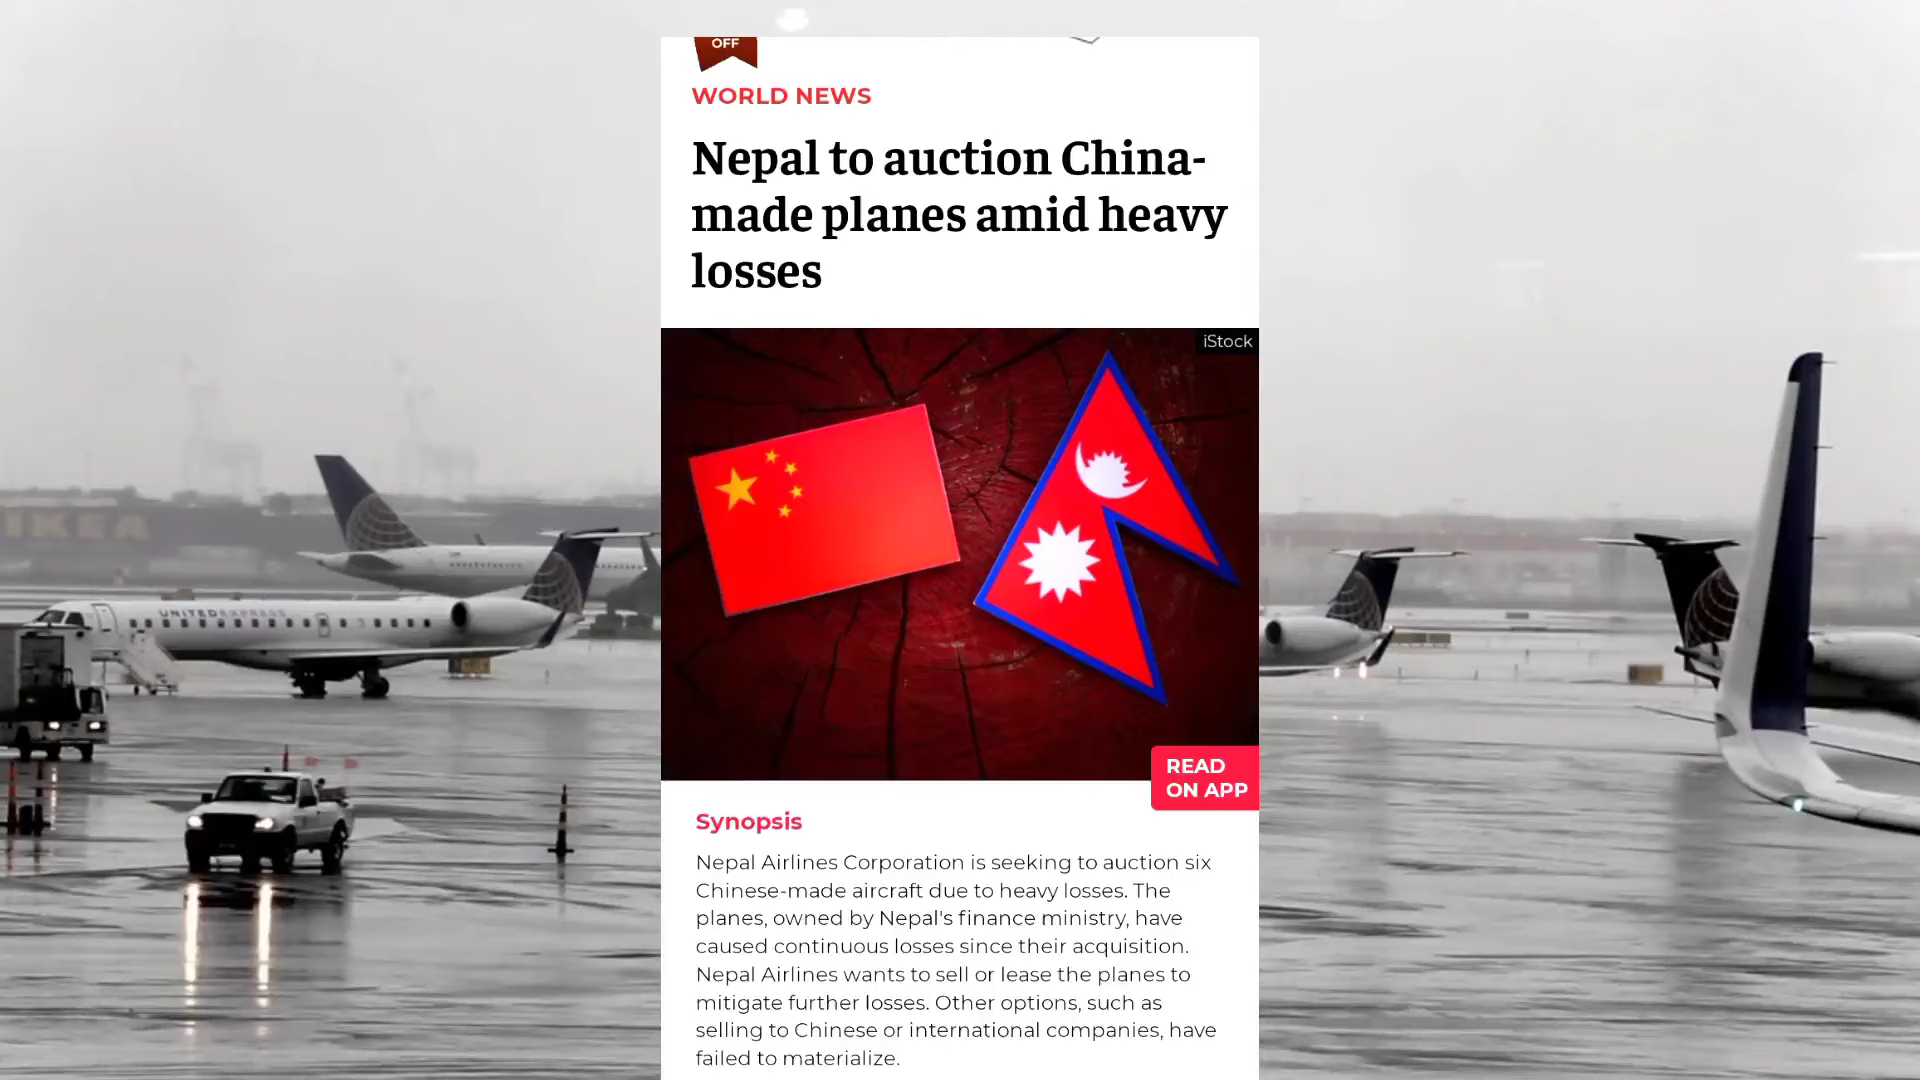 OFF
WORLD NEWS
Nepal to auction China-
made planes amid heavy
losses
iStock
READ
ON APP
Synopsis
Nepal Airlines Corporation is seeking to auction six
Chinese-made aircraft due to heavy losses. The
planes, owned by Nepal's finance ministry, have
caused continuous losses since their acquisition.
Nepal Airlines wants to sell or lease the planes to
mitigate further losses. Other options, such as
selling to Chinese or international companies, have
failed to materialize.
IKEA
UNITED EXPRESS